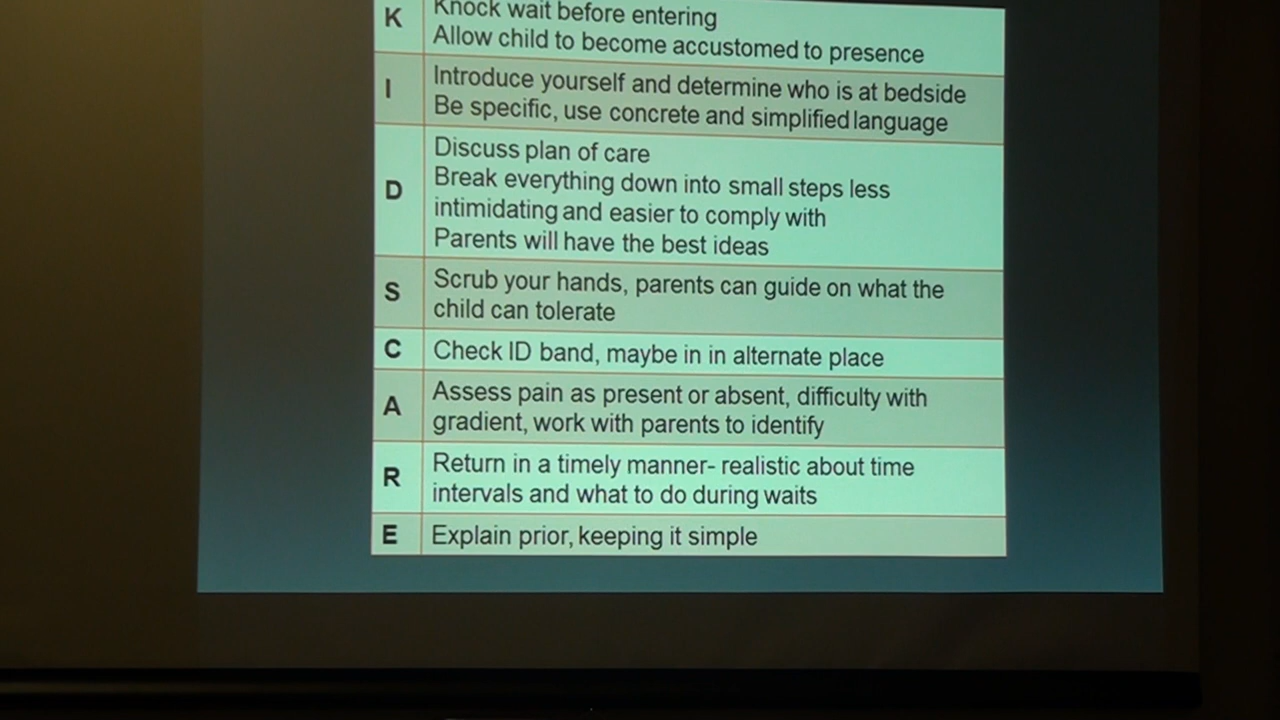 K
Knock wait before entering
Allow child to become accustomed to presence
I
Introduce yourself and determine who is at bedside
Be specific, use concrete and simplified language
D
Discuss plan of care
Break everything down into small steps less
intimidating and easier to comply with
Parents will have the best ideas
S
Scrub your hands, parents can guide on what the
child can tolerate
C
Check ID band, maybe in in alternate place
A
Assess pain as present or absent, difficulty with
gradient, work with parents to identify
R
Return in a timely manner- realistic about time
intervals and what to do during waits
E
Explain prior, keeping it simple